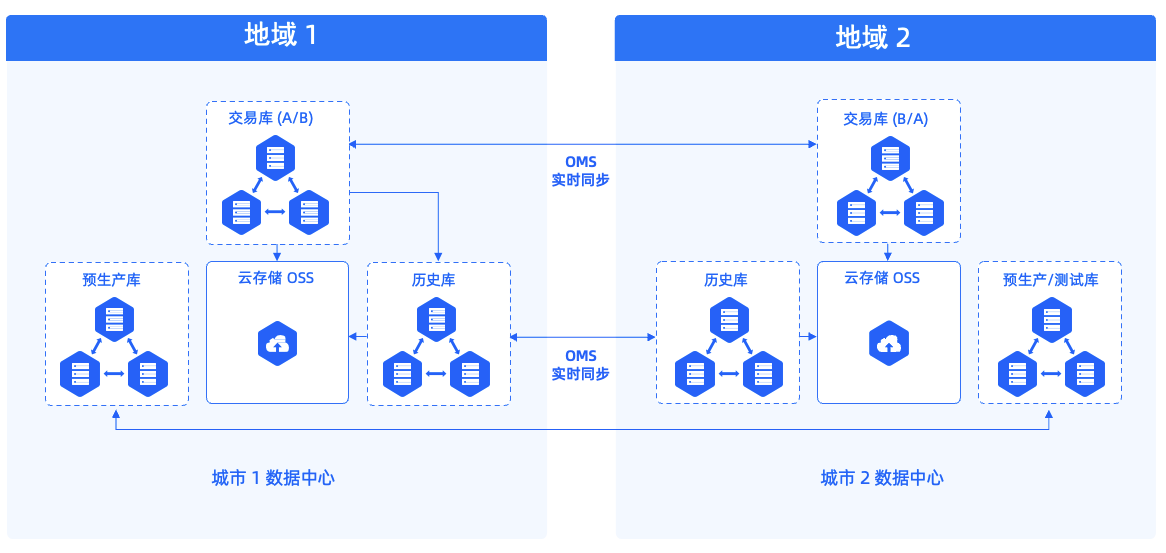 地域 1
地域 2
交易库 (A/B)
交易库 (B/A)
OMS
实时同步
预生产库
云存储 OSS
历史库
历史库
云存储 OSS
预生产/测试库
OMS
实时同步
城市 1 数据中心
城市 2 数据中心